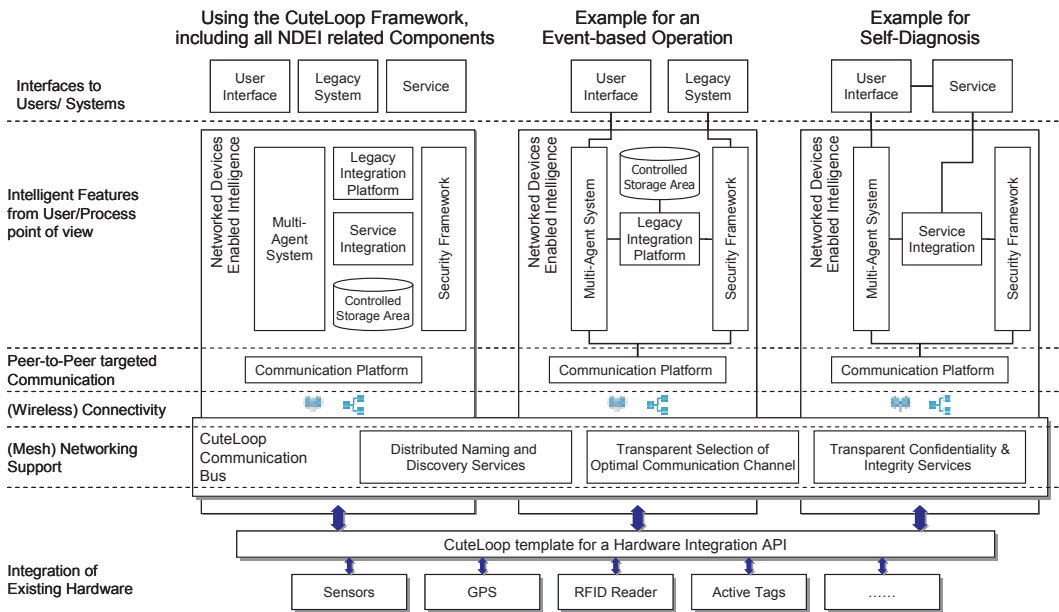 Using the CuteLoop Framework,
including all NDEI related Components
Example for an
Event-based Operation
Example for
Self-Diagnosis
Interfaces to
Users/ Systems
User
Interface
Legacy
System
Service
User
Interface
Legacy
System
User
Interface
Service
Intelligent Features
from User/Process
point of view
Networked Devices
Enabled Intelligence
Multi-
Agent
System
Legacy
Integration
Platform
Service
Integration
Controlled
Storage Area
Security Framework
Networked Devices
Enabled Intelligence
Multi-Agent System
Controlled
Storage Area
Legacy
Integration
Platform
Security Framework
Networked Devices
Enabled Intelligence
Multi-Agent System
Service
Integration
Security Framework
Peer-to-Peer targeted
Communication
Communication Platform
Communication Platform
Communication Platform
(Wireless) Connectivity
(Mesh) Networking
Support
CuteLoop
Communication
Bus
Distributed Naming and
Discovery Services
Transparent Selection of
Optimal Communication Channel
Transparent Confidentiality &
Integrity Services
CuteLoop template for a Hardware Integration API
Integration of
Existing Hardware
Sensors
GPS
RFID Reader
Active Tags
......